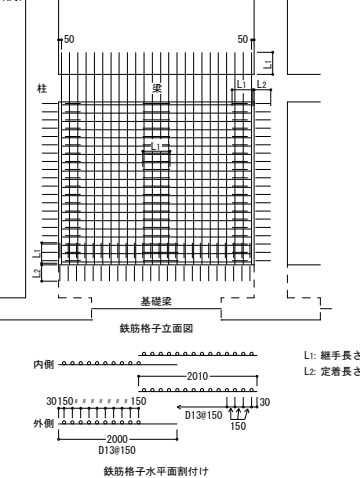 50
50
L1
柱
梁
L1
L2
L1
L1
L2
基礎梁
鉄筋格子立面図
L1: 継手長さ
L2: 定着長さ
内側
2010
30150〃〃〃〃〃〃150
30
D13@150
150
外側
2000
D13@150
鉄筋格子水平面割付け